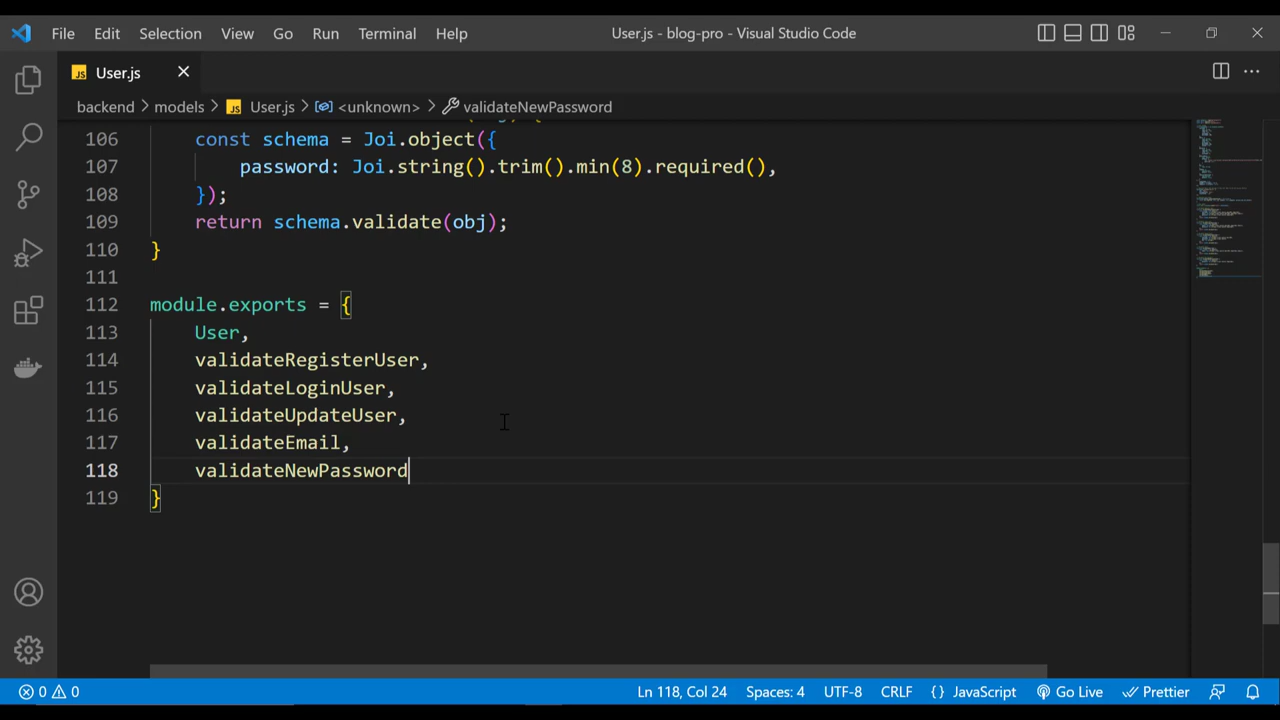 File Edit Selection View Go Run Terminal Help User.js - blog-pro - Visual Studio Code
JS User.js
backend > models > JS User.js > <unknown> > validateNewPassword
106 const schema = Joi.object({
107 password: Joi.string().trim().min(8).required(),
108 });
109 return schema.validate(obj);
110 }
111
112 module.exports = {
113 User,
114 validateRegisterUser,
115 validateLoginUser,
116 validateUpdateUser,
117 validateEmail,
118 validateNewPassword
119 }
0 0 Ln 118, Col 24 Spaces: 4 UTF-8 CRLF {} JavaScript Go Live Prettier